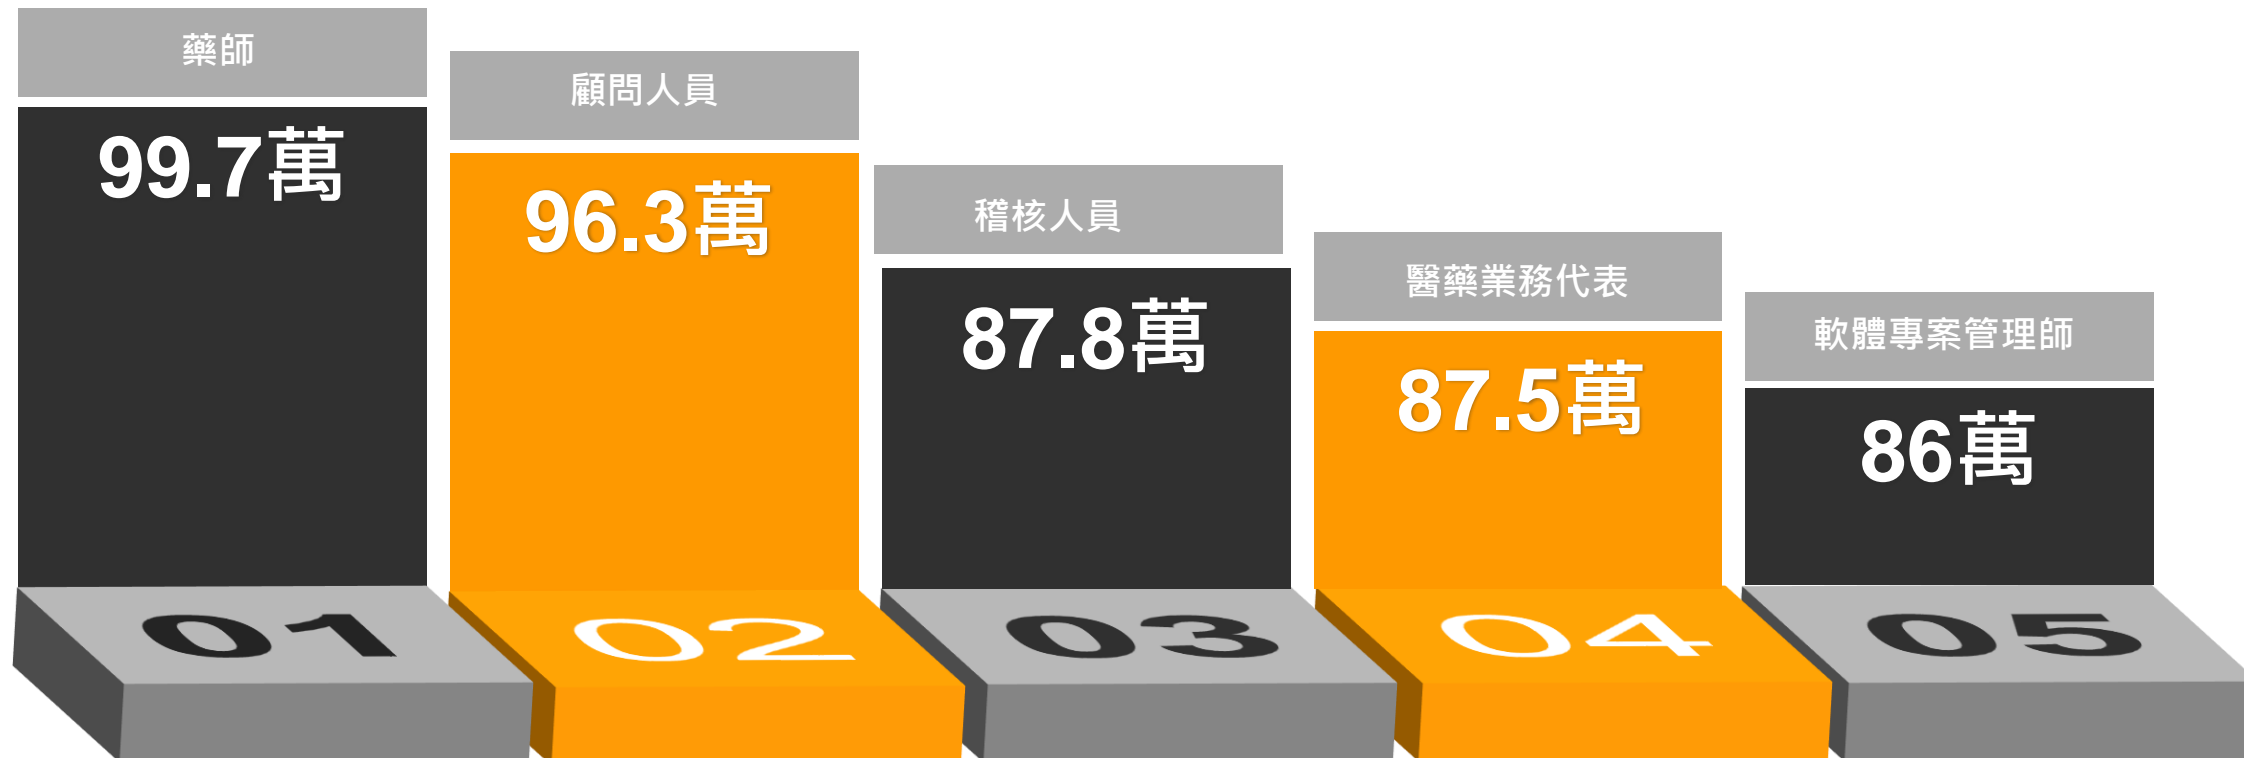 藥師
99.7萬
01
顧問人員
96.3萬
02
稽核人員
87.8萬
03
醫藥業務代表
87.5萬
04
軟體專案管理師
86萬
05